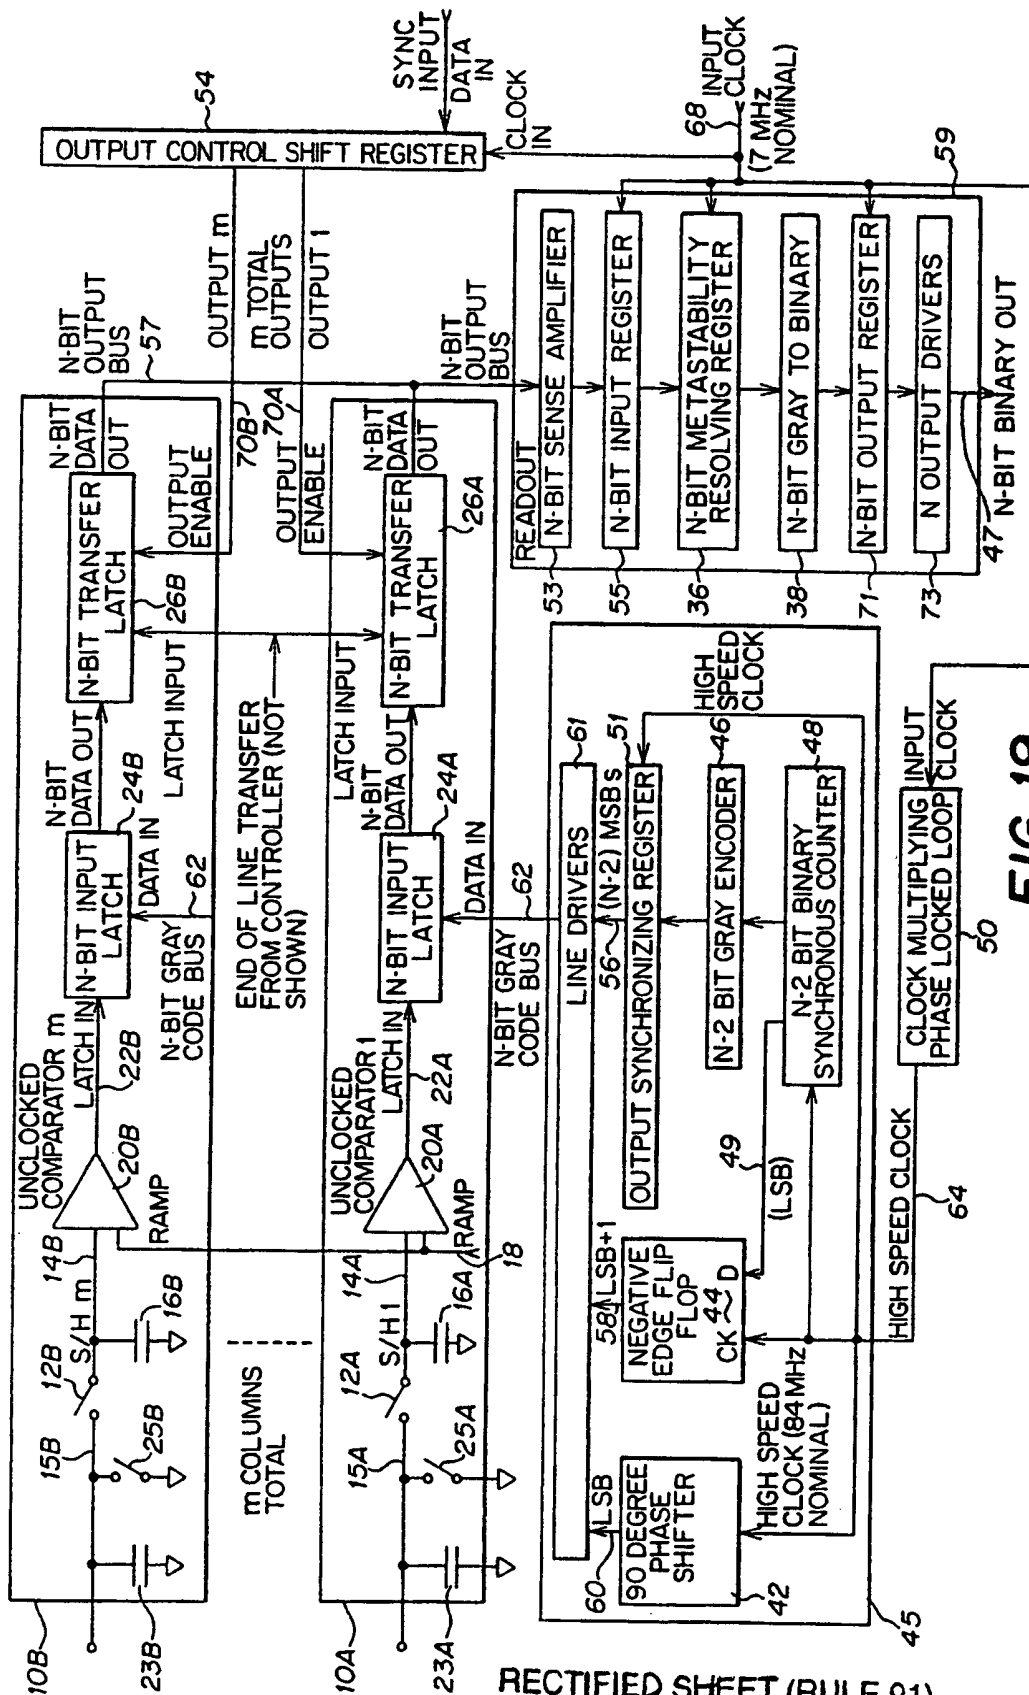 10B
23B
15B
25B
12B
S/H m
16B
14B
UNCLOCKED
COMPARATOR m
20B
RAMP
LATCH IN
22B
N-BIT INPUT
LATCH
24B
DATA IN
62
N-BIT GRAY
CODE BUS
N-BIT
DATA OUT
LATCH INPUT
N-BIT TRANSFER
LATCH
26B
N-BIT
DATA
OUT
OUTPUT
ENABLE
N-BIT
OUTPUT
BUS
57
OUTPUT m
70B
m TOTAL
OUTPUTS
70A
OUTPUT 1
OUTPUT CONTROL SHIFT REGISTER
54
SYNC
INPUT
DATA
IN
CLOCK
IN
m COLUMNS
TOTAL
END OF LINE TRANSFER
FROM CONTROLLER (NOT
SHOWN)
10A
23A
15A
25A
12A
S/H 1
16A
14A
UNCLOCKED
COMPARATOR 1
20A
RAMP
18
LATCH IN
22A
N-BIT INPUT
LATCH
24A
DATA IN
62
N-BIT GRAY
CODE BUS
N-BIT
DATA OUT
LATCH INPUT
N-BIT TRANSFER
LATCH
26A
OUTPUT
ENABLE
N-BIT
DATA
OUT
N-BIT
OUTPUT
BUS
LINE DRIVERS
61
60
LSB
90 DEGREE
PHASE
SHIFTER
42
58
LSB+1
NEGATIVE
EDGE FLIP
FLOP
44
CK
D
56
(N-2) MSBs
OUTPUT SYNCHRONIZING REGISTER
51
N-2 BIT GRAY ENCODER
46
N-2 BIT BINARY
SYNCHRONOUS COUNTER
48
49
(LSB)
HIGH
SPEED
CLOCK
HIGH SPEED
CLOCK (84 MHz
NOMINAL)
45
HIGH SPEED CLOCK
64
CLOCK MULTIPLYING
PHASE LOCKED LOOP
50
INPUT
CLOCK
READOUT
N-BIT SENSE AMPLIFIER
53
N-BIT INPUT REGISTER
55
N-BIT METASTABILITY
RESOLVING REGISTER
36
N-BIT GRAY TO BINARY
38
N-BIT OUTPUT REGISTER
71
N OUTPUT DRIVERS
73
47
N-BIT BINARY OUT
59
68
INPUT
CLOCK
(7 MHz
NOMINAL)
RECTIFIED SHEET (RULE 91)